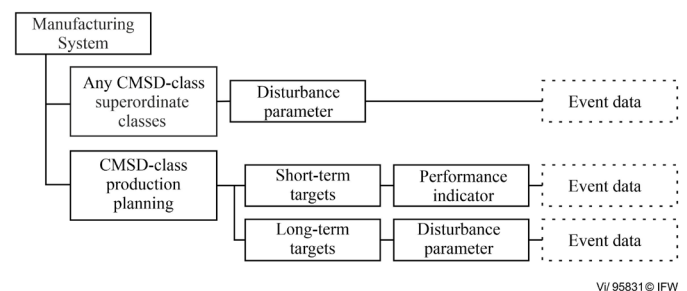 Manufacturing
System
Any CMSD-class
superordinate
classes
Disturbance
parameter
Event data
CMSD-class
production
planning
Short-term
targets
Performance
indicator
Event data
Long-term
targets
Disturbance
parameter
Event data
Vi/ 95831© IFW